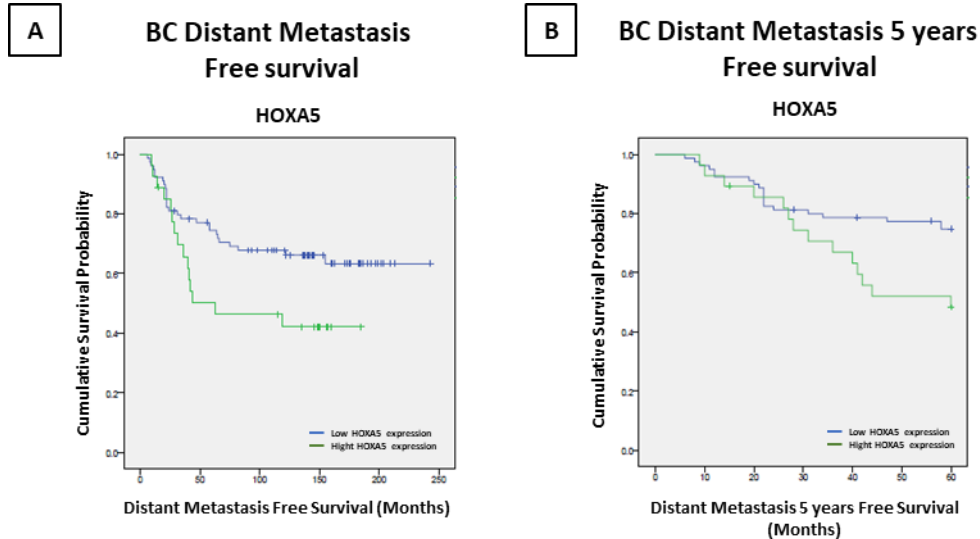 A
BC Distant Metastasis
Free survival
HOXA5
Cumulative Survival Probability
1.0
0.8
0.6
0.4
0.2
0.0
Low HOXA5 expression
Hight HOXA5 expression
0 50 100 150 200 250
Distant Metastasis Free Survival (Months)
B
BC Distant Metastasis 5 years
Free survival
HOXA5
Cumulative Survival Probability
1.0
0.8
0.6
0.4
0.2
0.0
Low HOXA5 expression
Hight HOXA5 expression
0 10 20 30 40 50 60
Distant Metastasis 5 years Free Survival
(Months)